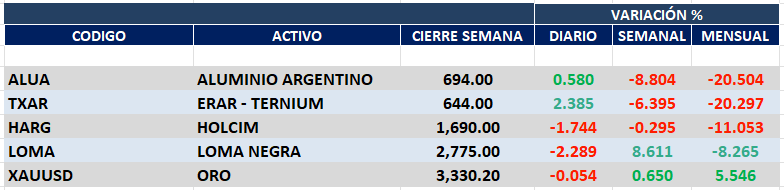 VARIACIÓN %
CODIGO ACTIVO CIERRE SEMANA DIARIO SEMANAL MENSUAL
ALUA ALUMINIO ARGENTINO 694.00 0.580 -8.804 -20.504
TXAR ERAR - TERNIUM 644.00 2.385 -6.395 -20.297
HARG HOLCIM 1,690.00 -1.744 -0.295 -11.053
LOMA LOMA NEGRA 2,775.00 -2.289 8.611 -8.265
XAUUSD ORO 3,330.20 -0.054 0.650 5.546